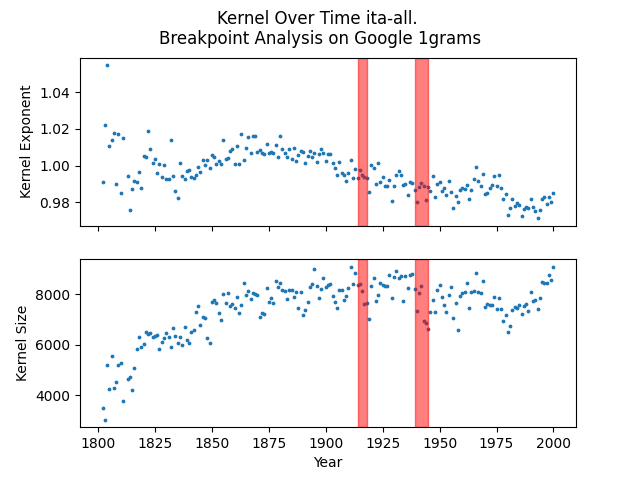 Kernel Over Time ita-all.
Breakpoint Analysis on Google 1grams
1.04
1.02
1.00
0.98
Kernel Exponent
8000
6000
4000
Kernel Size
1800 1825 1850 1875 1900 1925 1950 1975 2000
Year